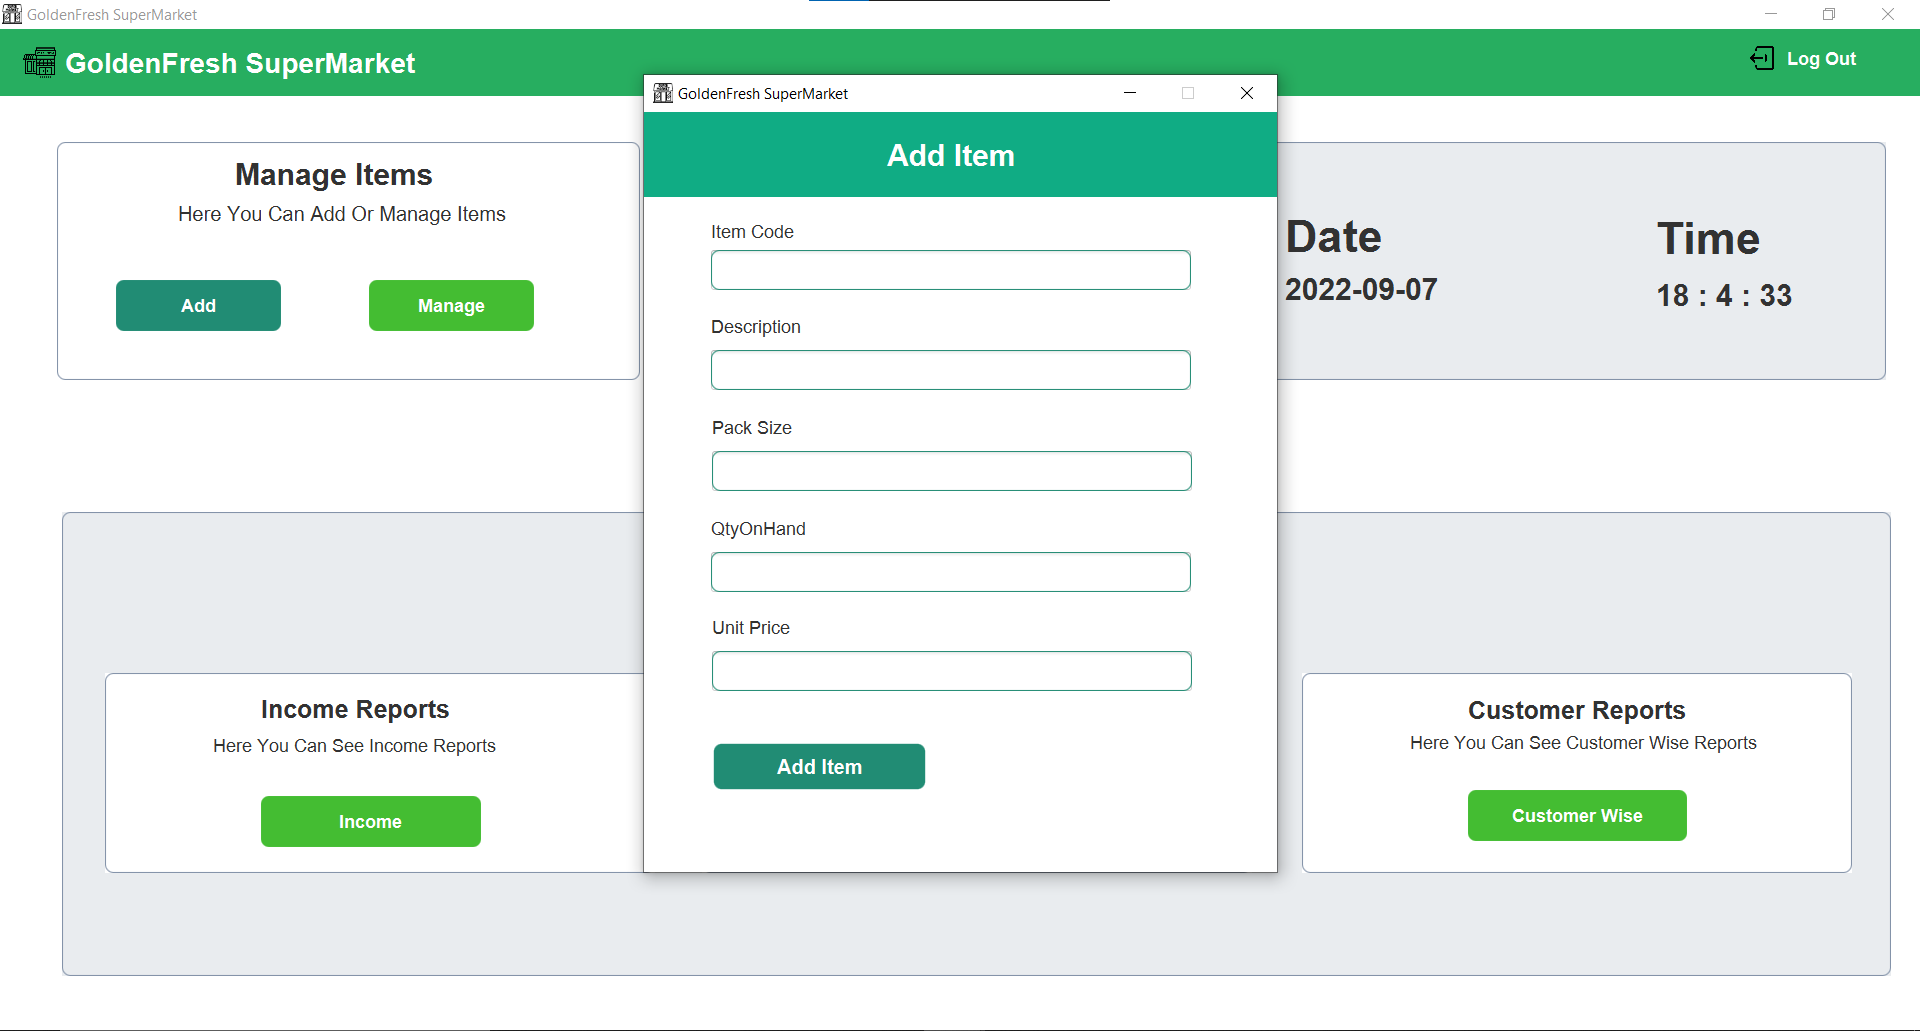 GoldenFresh SuperMarket
GoldenFresh SuperMarket
Log Out
Manage Items
Here You Can Add Or Manage Items
Add
Manage
GoldenFresh SuperMarket
Add Item
Item Code
Description
Pack Size
QtyOnHand
Unit Price
Add Item
Date
2022-09-07
Time
18 : 4 : 33
Income Reports
Here You Can See Income Reports
Income
Customer Reports
Here You Can See Customer Wise Reports
Customer Wise